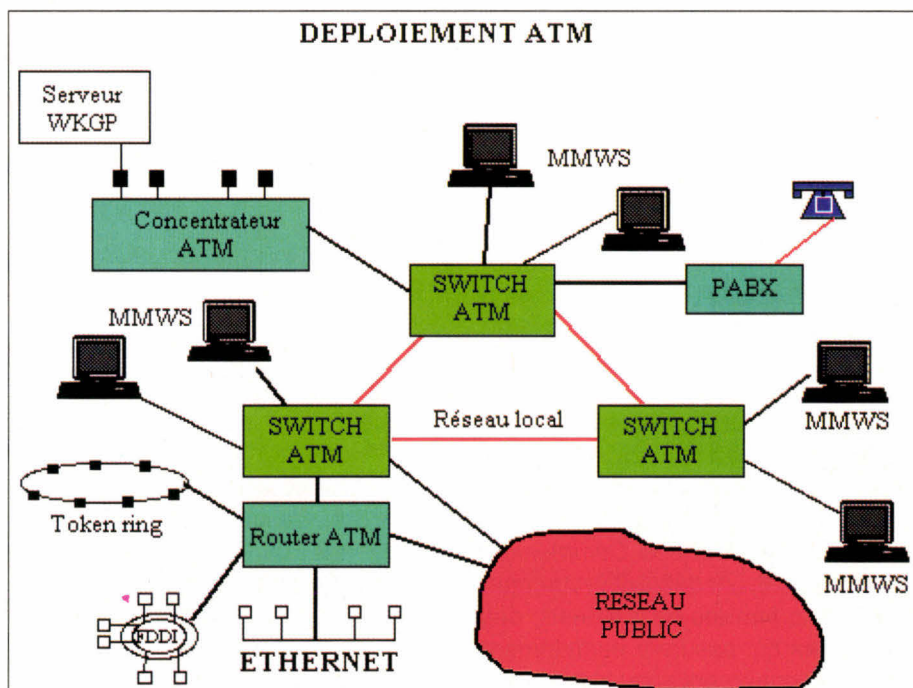 DEPLOIEMENT ATM
Serveur
WKGP
MMWS
Concentrateur
ATM
SWITCH
ATM
PABX
MMWS
MMWS
SWITCH
ATM
Réseau local
SWITCH
ATM
Token ring
Router ATM
MMWS
FDDI
ETHERNET
RESEAU
PUBLIC